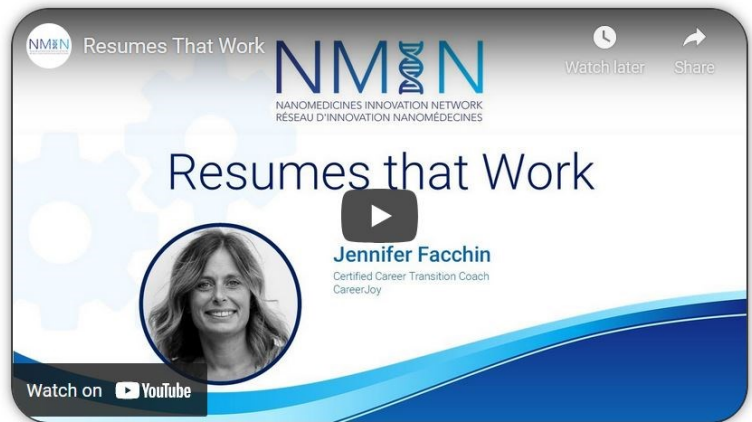 NMIN
Resumes That Work
Watch later
Share
NMIN
NANOMEDICINES INNOVATION NETWORK
RÉSEAU D'INNOVATION NANOMÉDECINES
Resumes that Work
Jennifer Facchin
Certified Career Transition Coach
CareerJoy
Watch on YouTube